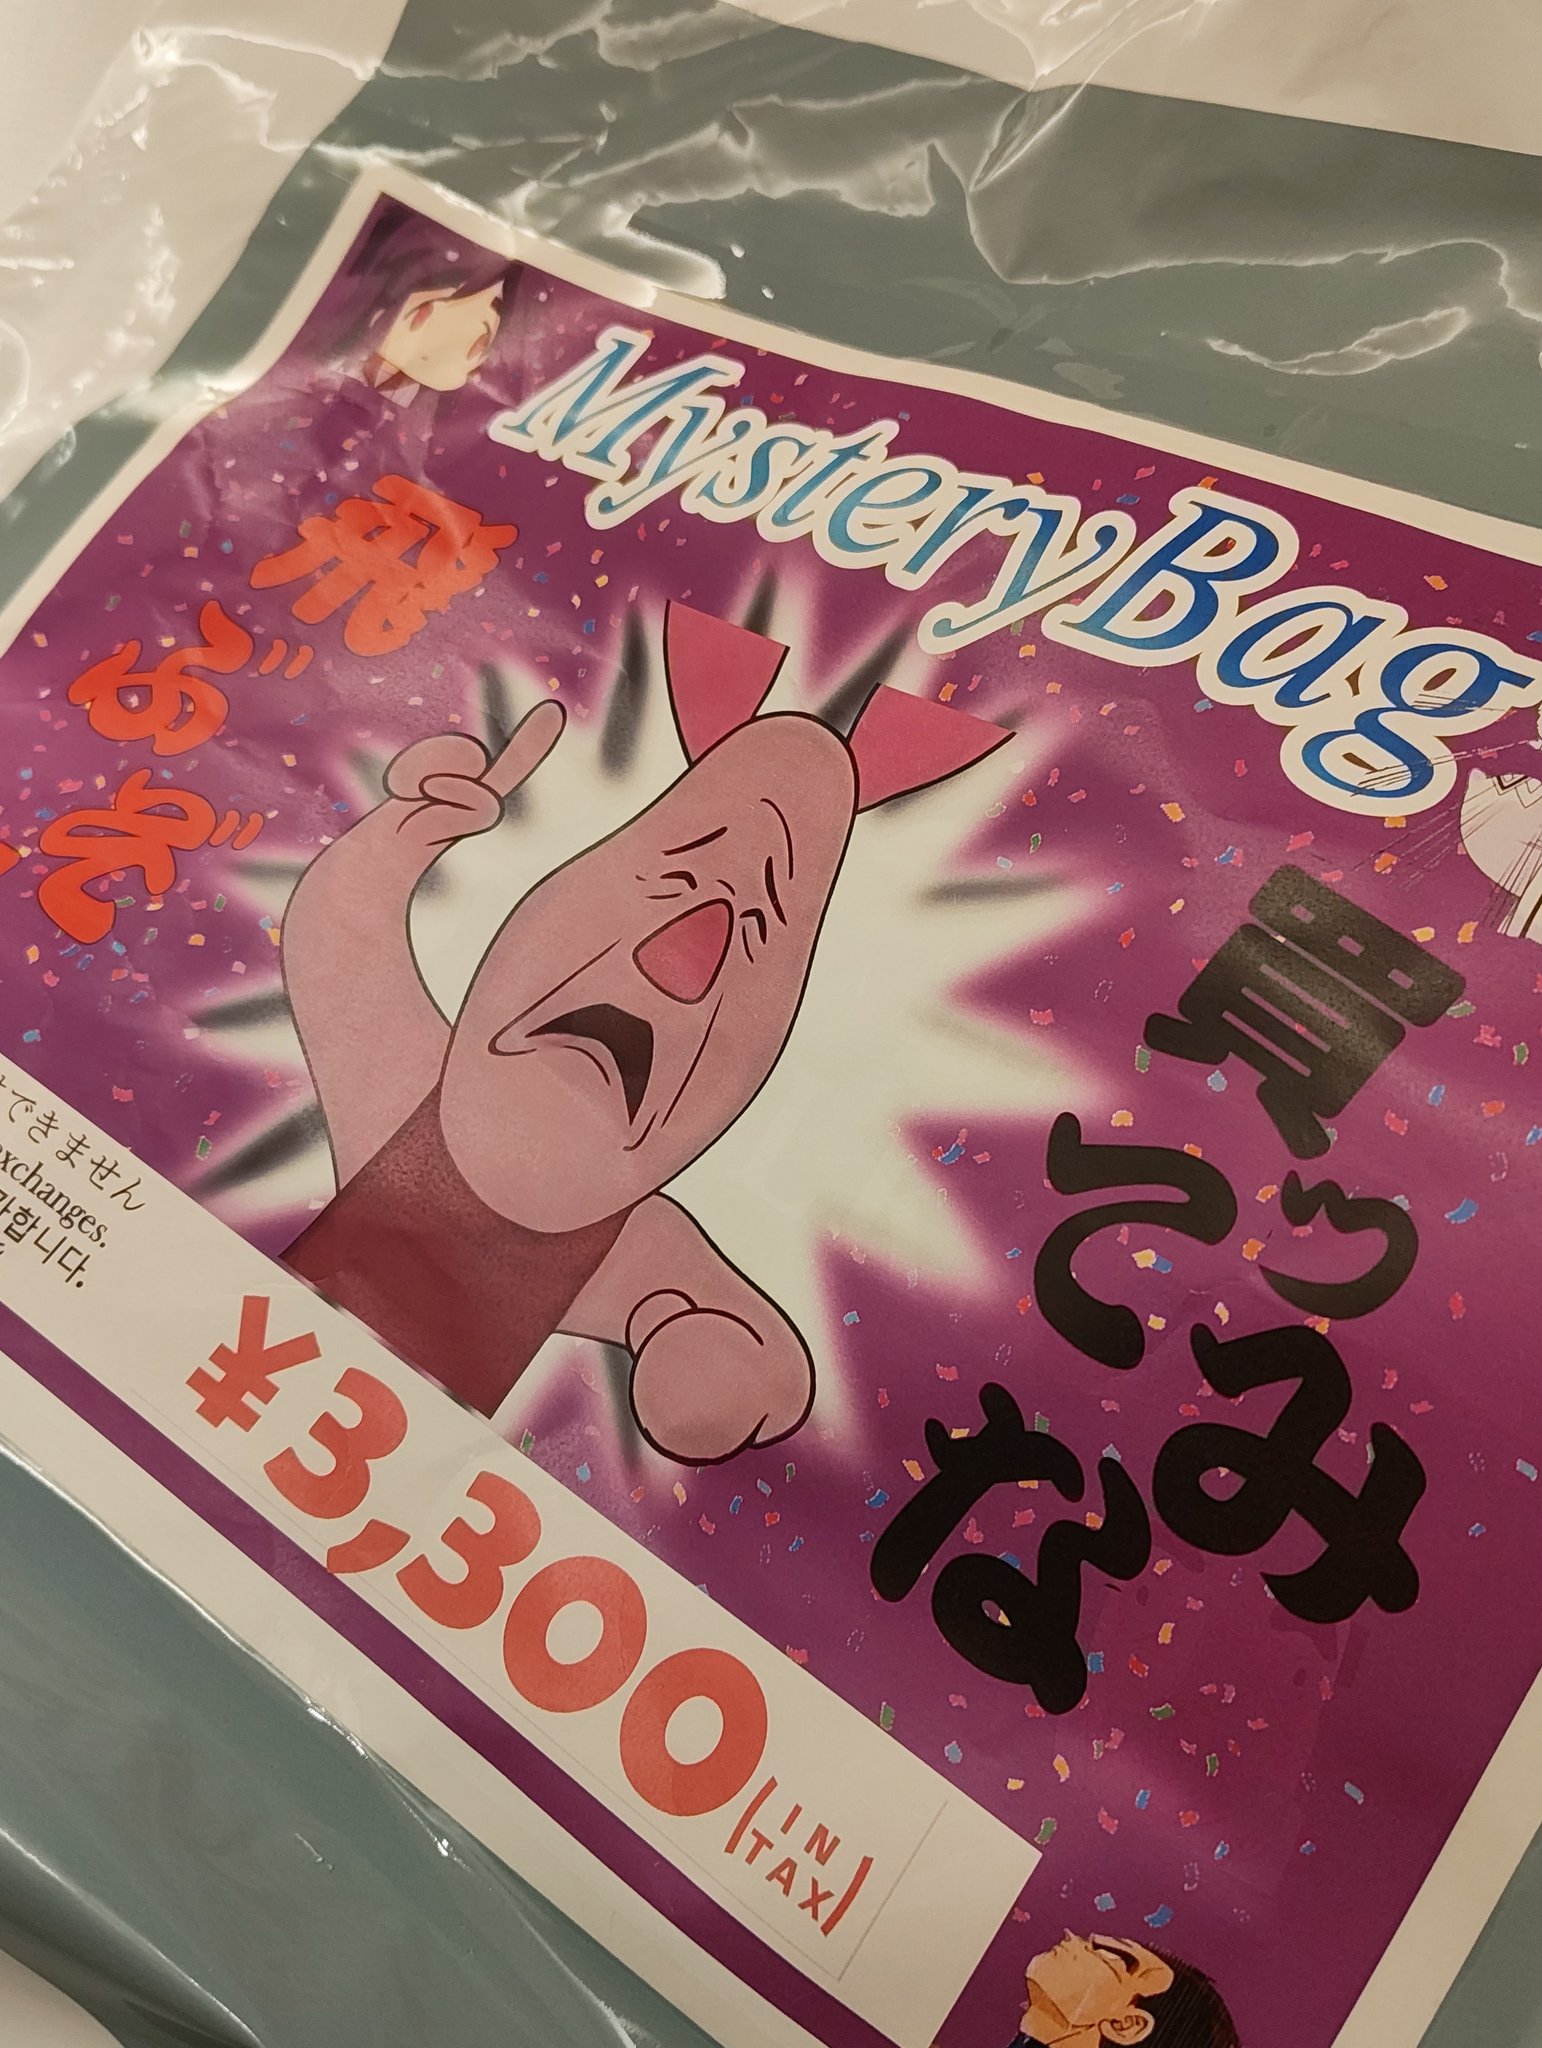 MysteryBag
買ってみな
飛ぶぞ
できません
exchanges.
합니다.
¥3,300
IN
TAX